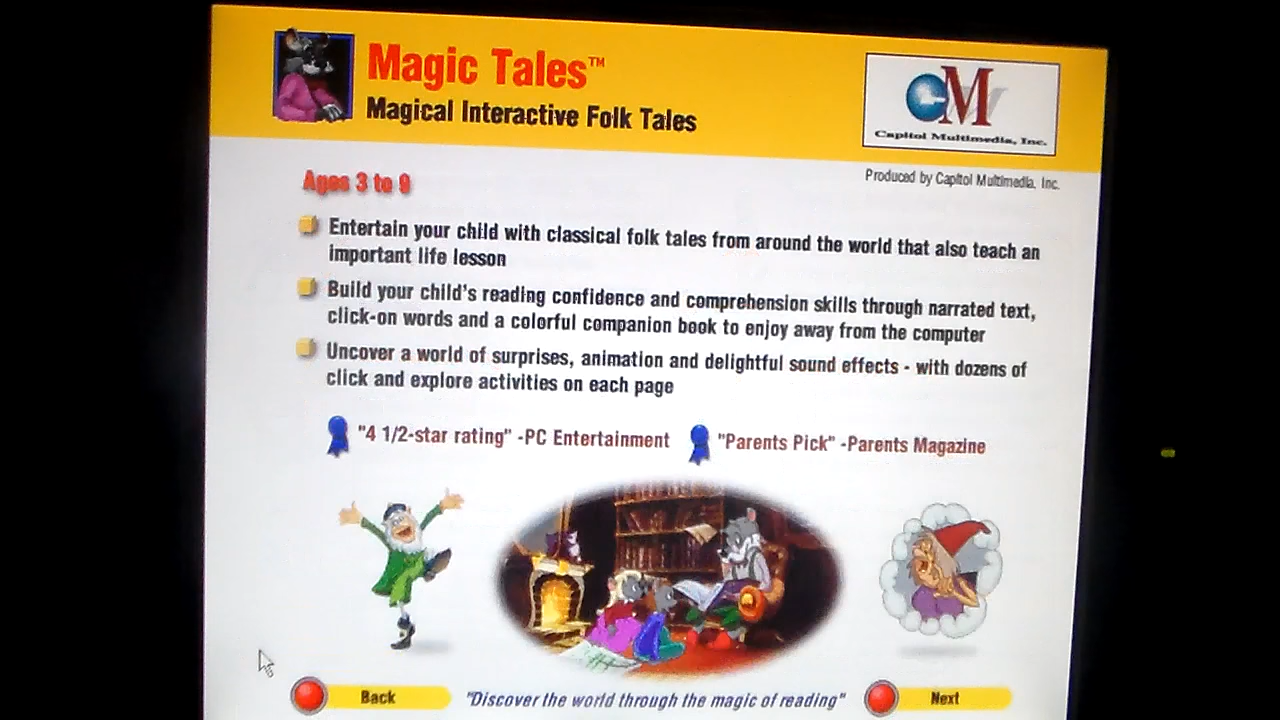 Magic Tales™
Magical Interactive Folk Tales
CM
Capitol Multimedia, Inc.
Produced by Capitol Multimedia, Inc.
Ages 3 to 9
Entertain your child with classical folk tales from around the world that also teach an
important life lesson
Build your child's reading confidence and comprehension skills through narrated text,
click-on words and a colorful companion book to enjoy away from the computer
Uncover a world of surprises, animation and delightful sound effects - with dozens of
click and explore activities on each page
"4 1/2-star rating" -PC Entertainment
"Parents Pick" -Parents Magazine
Back
"Discover the world through the magic of reading"
Next